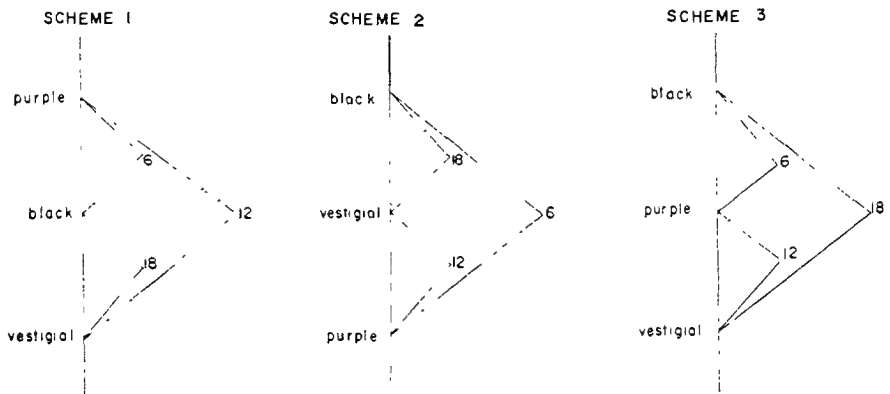 SCHEME 1
purple
6
black
12
18
vestigial
SCHEME 2
black
18
vestigial
6
12
purple
SCHEME 3
black
6
purple
18
12
vestigial